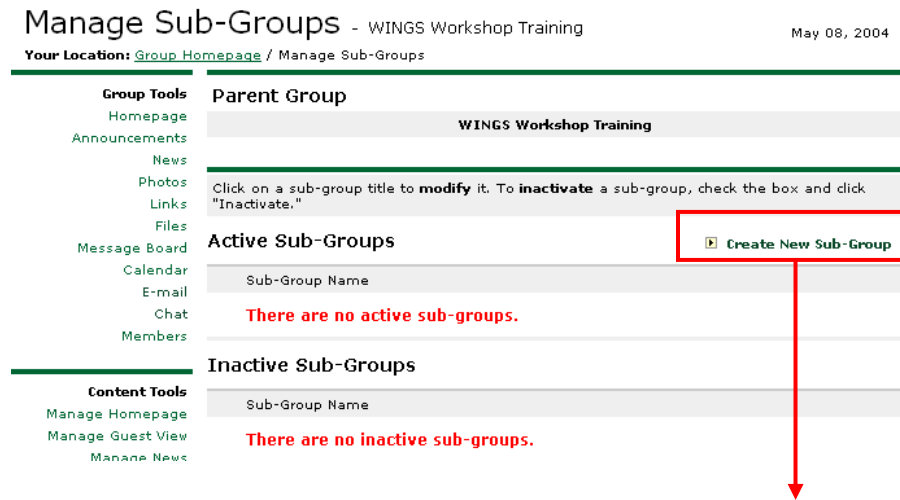 Manage Sub-Groups - WINGS Workshop Training
May 08, 2004
Your Location: Group Homepage / Manage Sub-Groups
Group Tools
Homepage
Announcements
News
Photos
Links
Files
Message Board
Calendar
E-mail
Chat
Members
Content Tools
Manage Homepage
Manage Guest View
Manage News
Parent Group
WINGS Workshop Training
Click on a sub-group title to modify it. To inactivate a sub-group, check the box and click
"Inactivate."
Active Sub-Groups
Create New Sub-Group
Sub-Group Name
There are no active sub-groups.
Inactive Sub-Groups
Sub-Group Name
There are no inactive sub-groups.